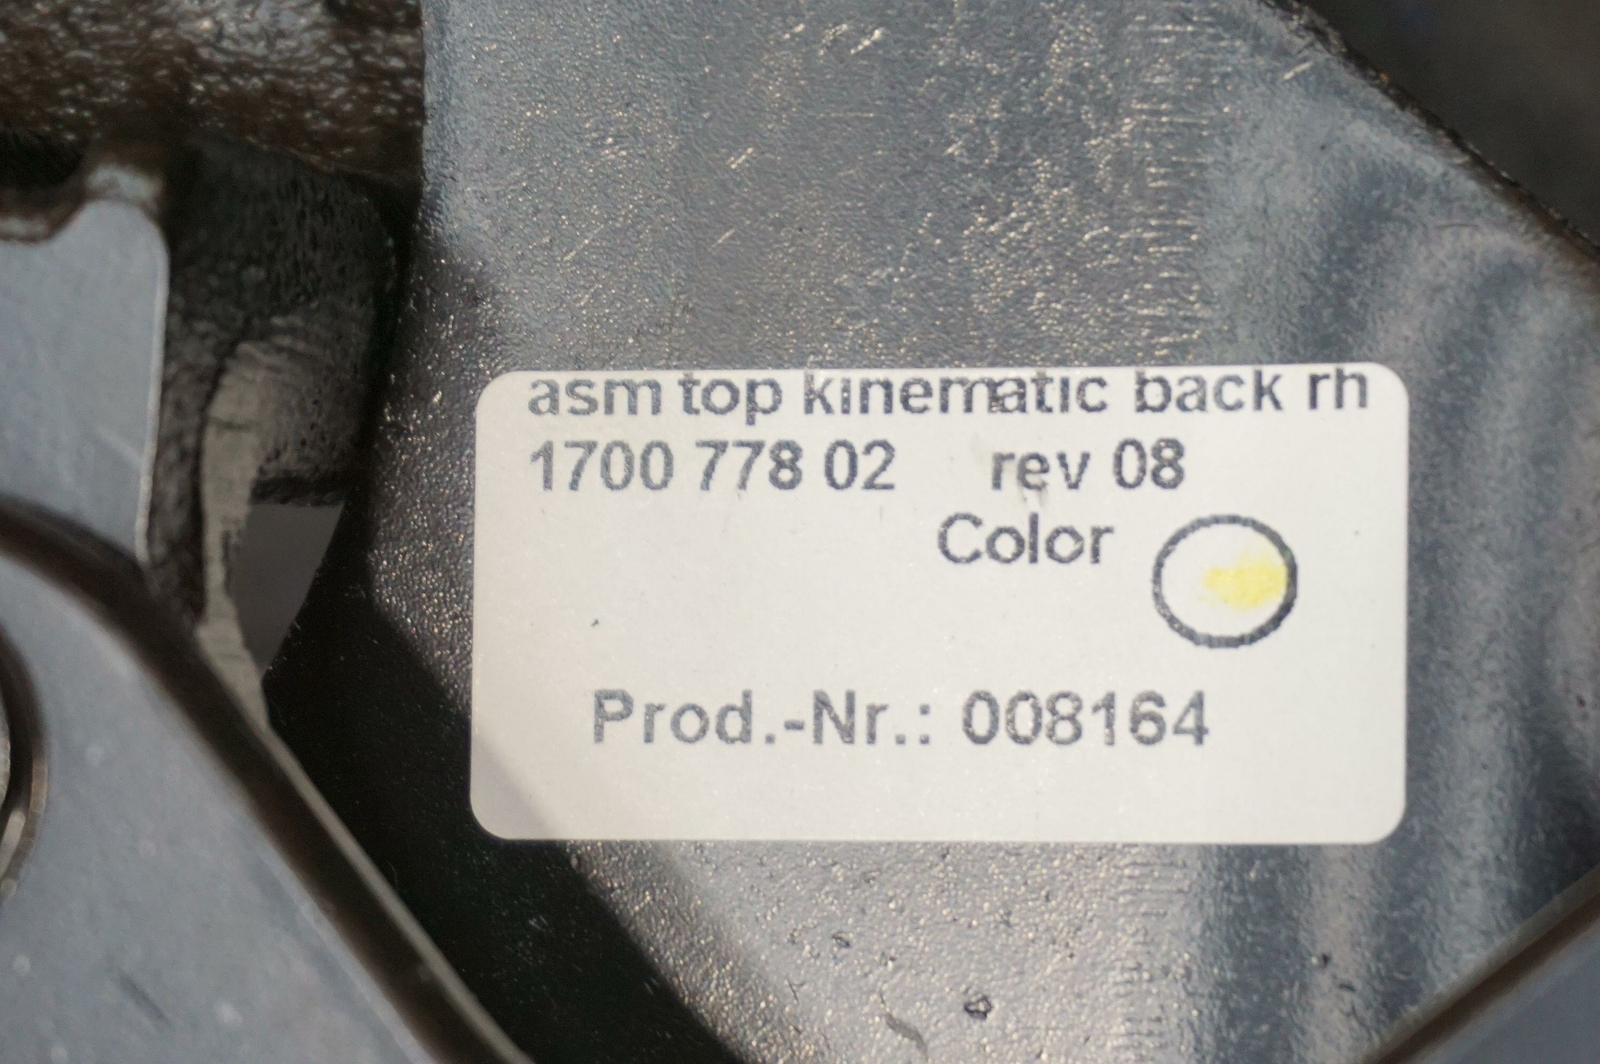 asm top kinematic back rh
1700 778 02 rev 08
Color
Prod.-Nr.: 008164